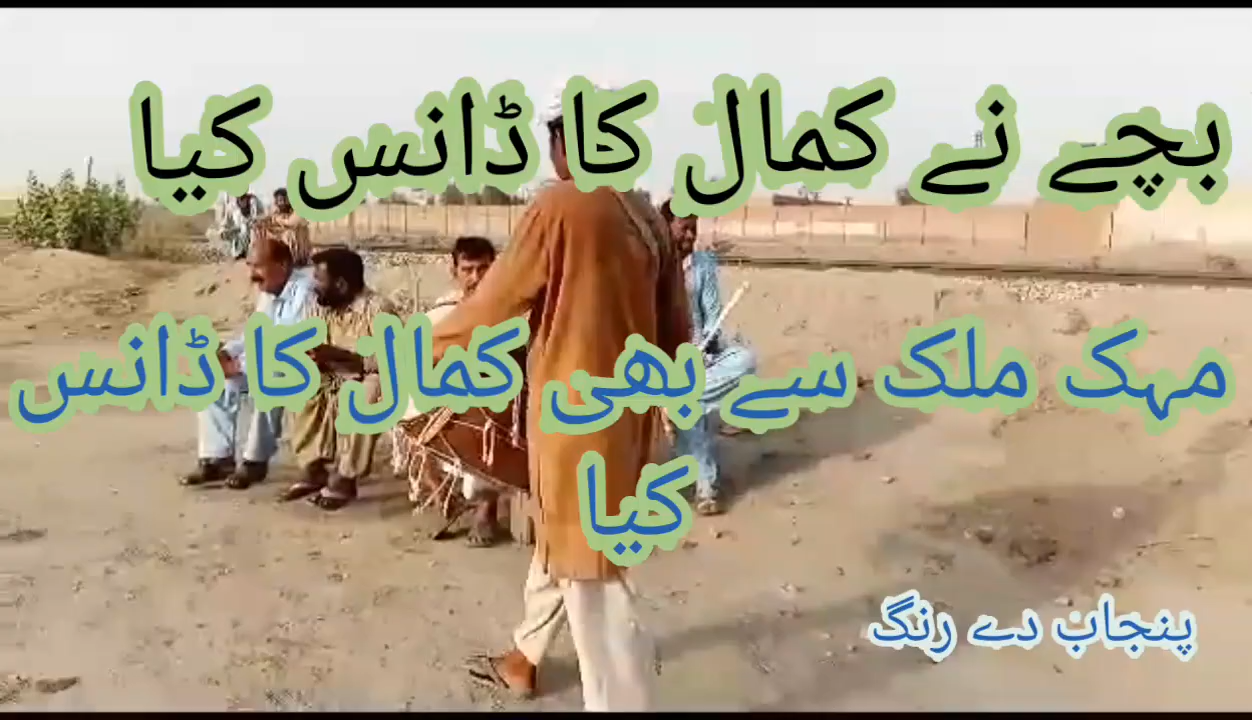 بچے نے کمال کا ڈانس کیا
مہک ملک سے بھی کمال کا ڈانس
کیا
پنجاب دے رنگ